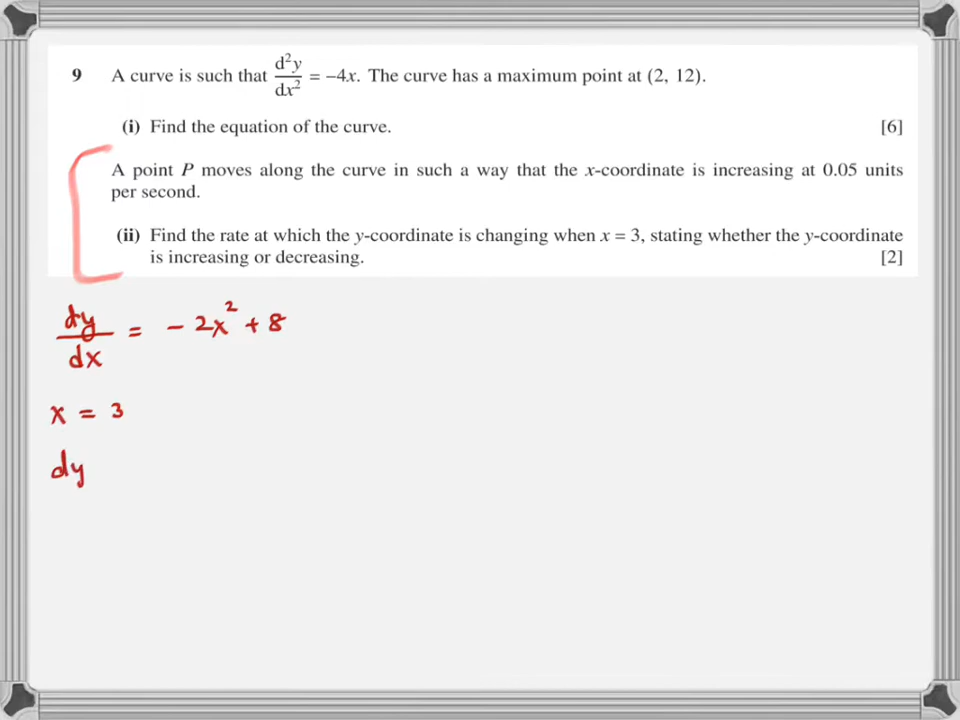 9 A curve is such that d²y/dx² = −4x. The curve has a maximum point at (2, 12).
(i) Find the equation of the curve. [6]
A point P moves along the curve in such a way that the x-coordinate is increasing at 0.05 units
per second.
(ii) Find the rate at which the y-coordinate is changing when x = 3, stating whether the y-coordinate
is increasing or decreasing. [2]
dy/dx = − 2x² + 8
x = 3
dy